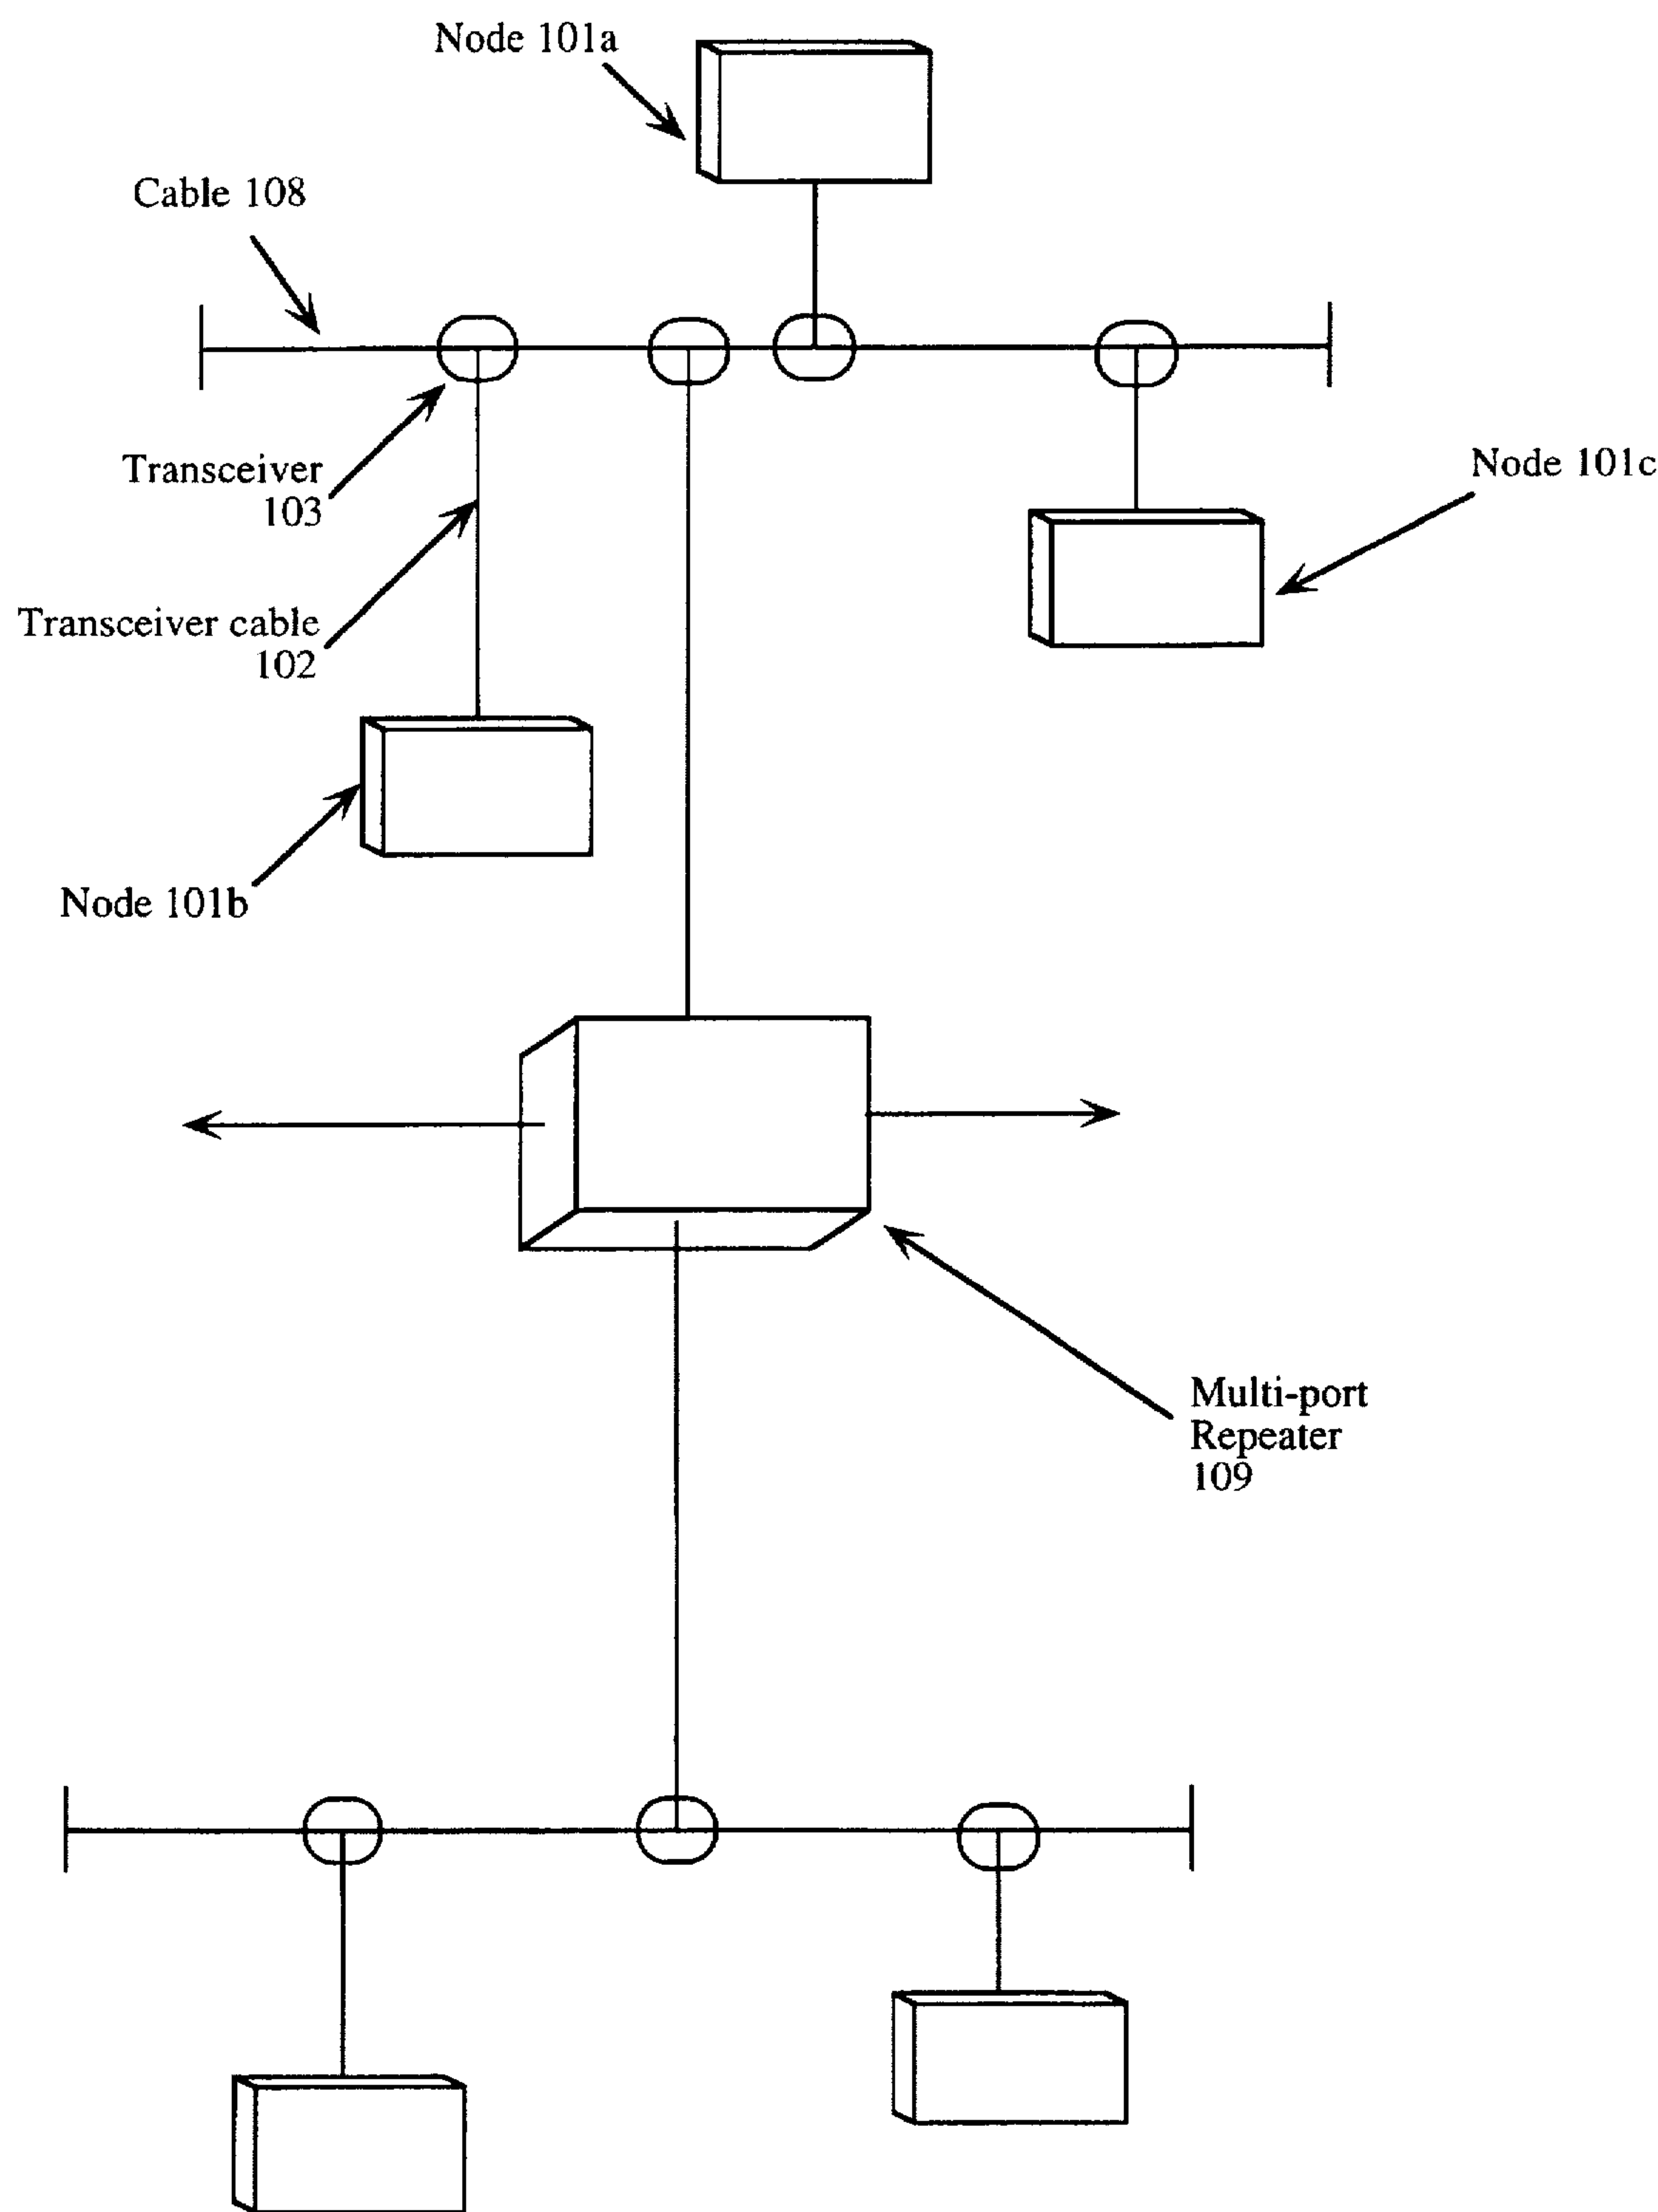 Node 101a
Cable 108
Transceiver
103
Node 101c
Transceiver cable
102
Node 101b
Multi-port
Repeater
109